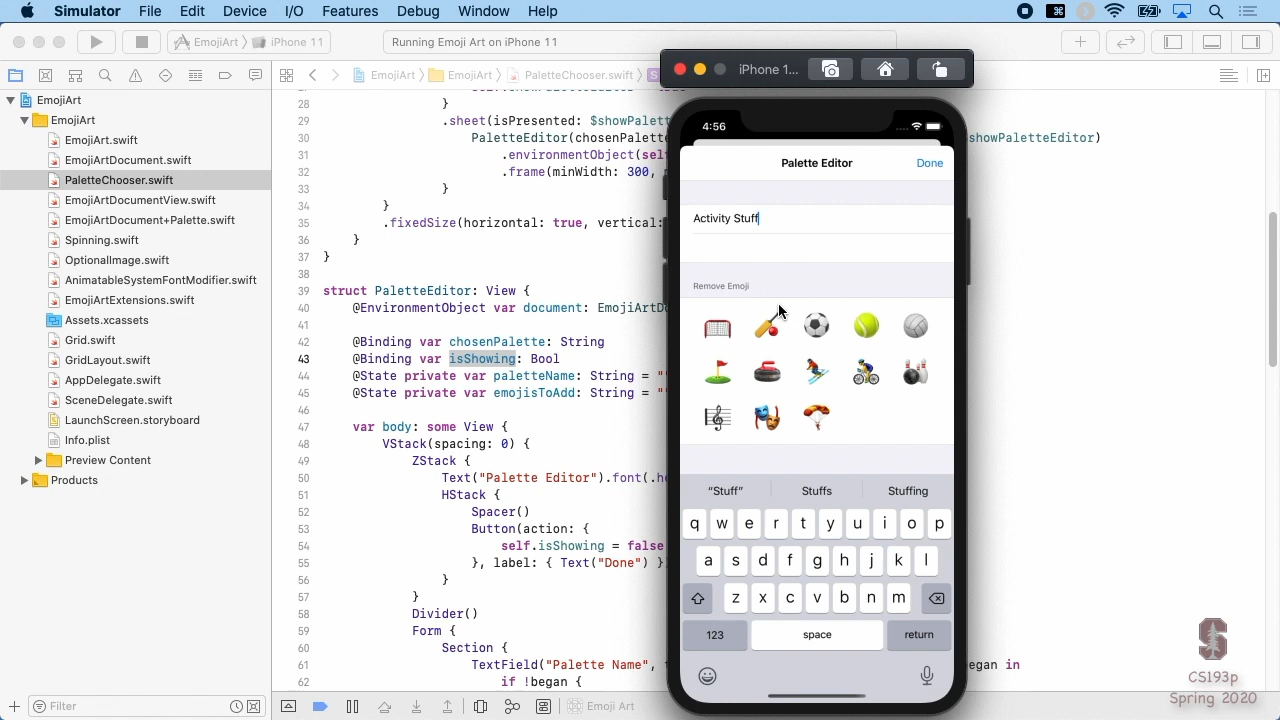 Simulator File Edit Device I/O Features Debug Window Help
EmojiArt iPhone 11
Running Emoji Art on iPhone 11
iPhone 1...
EmojiArt EmojiArt PaletteChooser.swift S
EmojiArt
EmojiArt
EmojiArt.swift
EmojiArtDocument.swift
PaletteChooser.swift
EmojiArtDocumentView.swift
EmojiArtDocument+Palette.swift
Spinning.swift
OptionalImage.swift
AnimatableSystemFontModifier.swift
EmojiArtExtensions.swift
Assets.xcassets
Grid.swift
GridLayout.swift
AppDelegate.swift
SceneDelegate.swift
LaunchScreen.storyboard
Info.plist
Preview Content
Products
Filter
28 }
29 .sheet(isPresented: $showPalett
30 PaletteEditor(chosenPalette showPaletteEditor)
31 .environmentObject(sel
32 .frame(minWidth: 300,
33 }
34 }
35 .fixedSize(horizontal: true, vertical:
36 }
37 }
38
39 struct PaletteEditor: View {
40 @EnvironmentObject var document: EmojiArtDo
41
42 @Binding var chosenPalette: String
43 @Binding var isShowing: Bool
44 @State private var paletteName: String = ""
45 @State private var emojisToAdd: String = ""
46
47 var body: some View {
48 VStack(spacing: 0) {
49 ZStack {
50 Text("Palette Editor").font(.he
51 HStack {
52 Spacer()
53 Button(action: {
54 self.isShowing = false
55 }, label: { Text("Done") }
56 }
57 }
58 Divider()
59 Form {
60 Section {
61 TextField("Palette Name", egan in
62 if !began {
Emoji Art
4:56
Palette Editor Done
Activity Stuff
Remove Emoji
“Stuff” Stuffs Stuffing
q w e r t y u i o p
a s d f g h j k l
z x c v b n m
123 space return
CS193p
Spring 2020